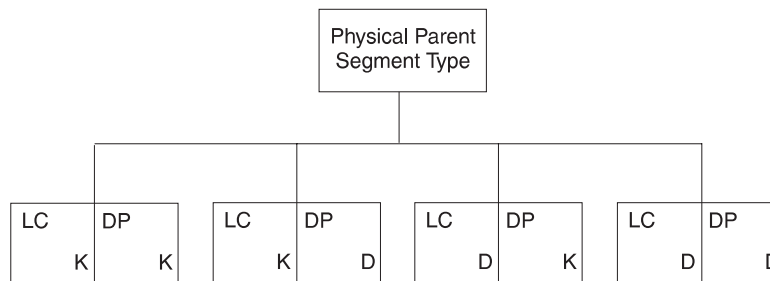 Physical Parent
Segment Type
LC DP LC DP LC DP LC DP
K K K D D K D